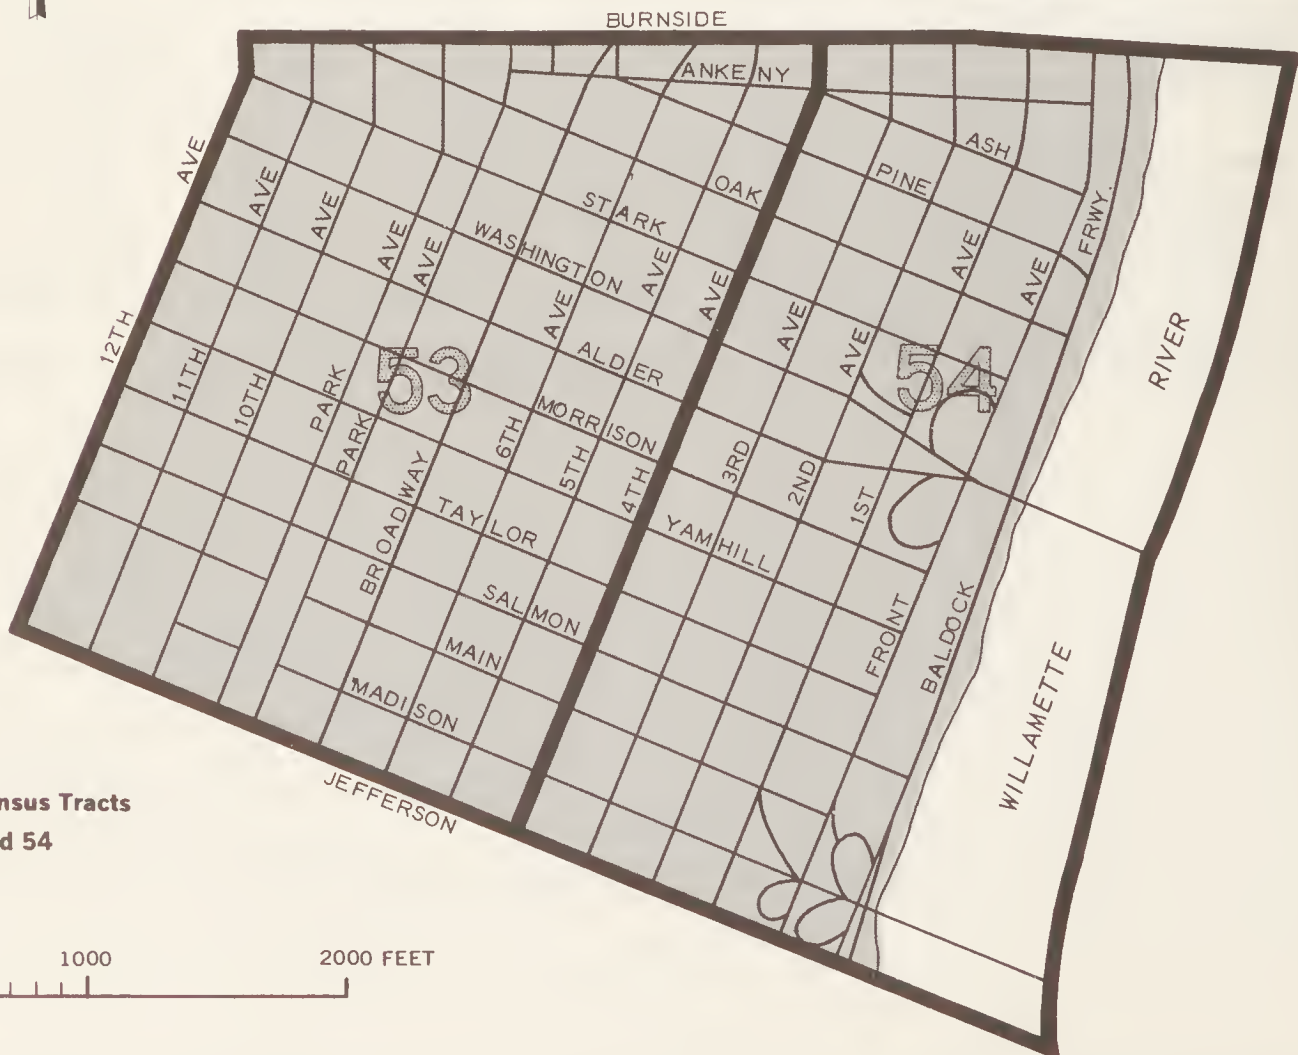 BURNSIDE
ANKENY
ASH
PINE
OAK
STARK
WASHINGTON
ALDER
MORRISON
YAMHILL
TAYLOR
SALMON
MAIN
MADISON
JEFFERSON
12TH AVE
11TH AVE
10TH AVE
PARK AVE
PARK AVE
BROADWAY
6TH AVE
5TH AVE
4TH AVE
3RD AVE
2ND AVE
1ST AVE
FRONT AVE
BALDOCK FRWY.
WILLAMETTE RIVER
53
54
nsus Tracts
d 54
1000
2000 FEET